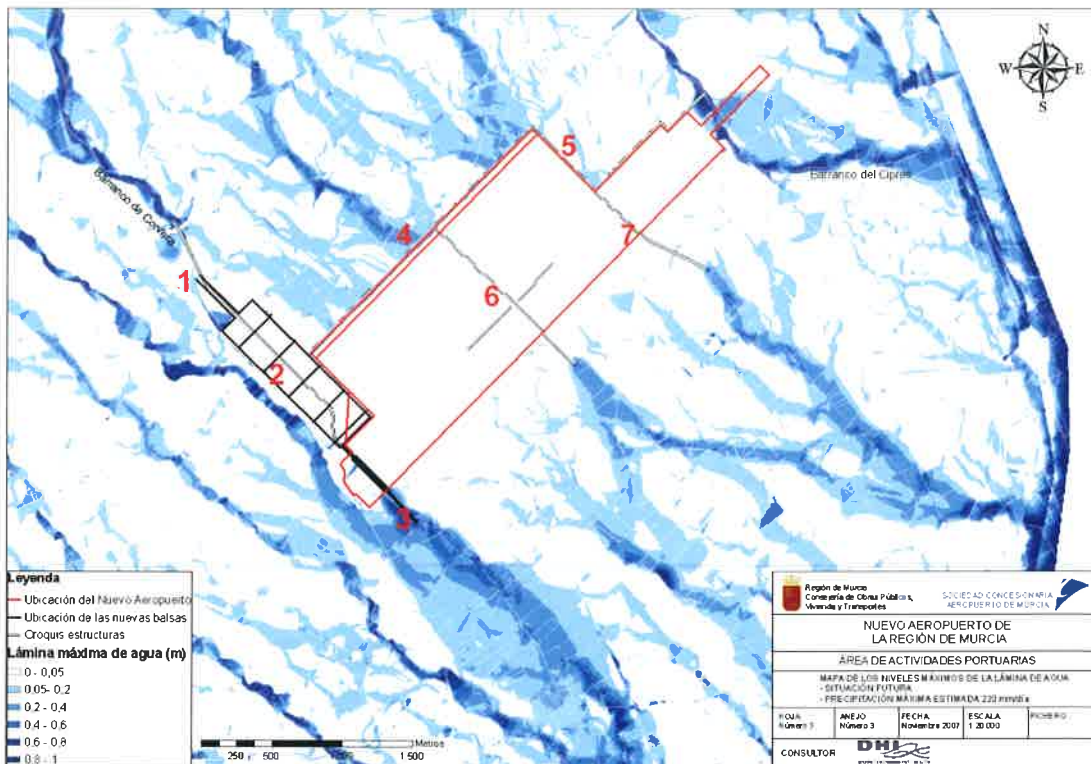 N
W E
S
Barranco de Corvera
Barranco del Cipres
1
2
3
4
5
6
7
Leyenda
Ubicación del Nuevo Aeropuerto
Ubicación de las nuevas balsas
Croquis estructuras
Lámina máxima de agua (m)
0 - 0,05
0,05- 0,2
0,2 - 0,4
0,4 - 0,6
0,6 - 0,8
0,8 - 1
Metros
250 500 1 000 1 500
Región de Murcia
Consejería de Obras Públicas,
Vivienda y Transportes
SOCIEDAD CONCESIONARIA
AEROPUERTO DE MURCIA
NUEVO AEROPUERTO DE
LA REGIÓN DE MURCIA
ÁREA DE ACTIVIDADES PORTUARIAS
MAPA DE LOS NIVELES MÁXIMOS DE LA LÁMINA DE AGUA
- SITUACIÓN FUTURA
- PRECIPITACIÓN MÁXIMA ESTIMADA 220 mm/día
HOJA ANEJO FECHA ESCALA FICHERO
Número 3 Noviembre 2007 1:20 000
CONSULTOR DHI